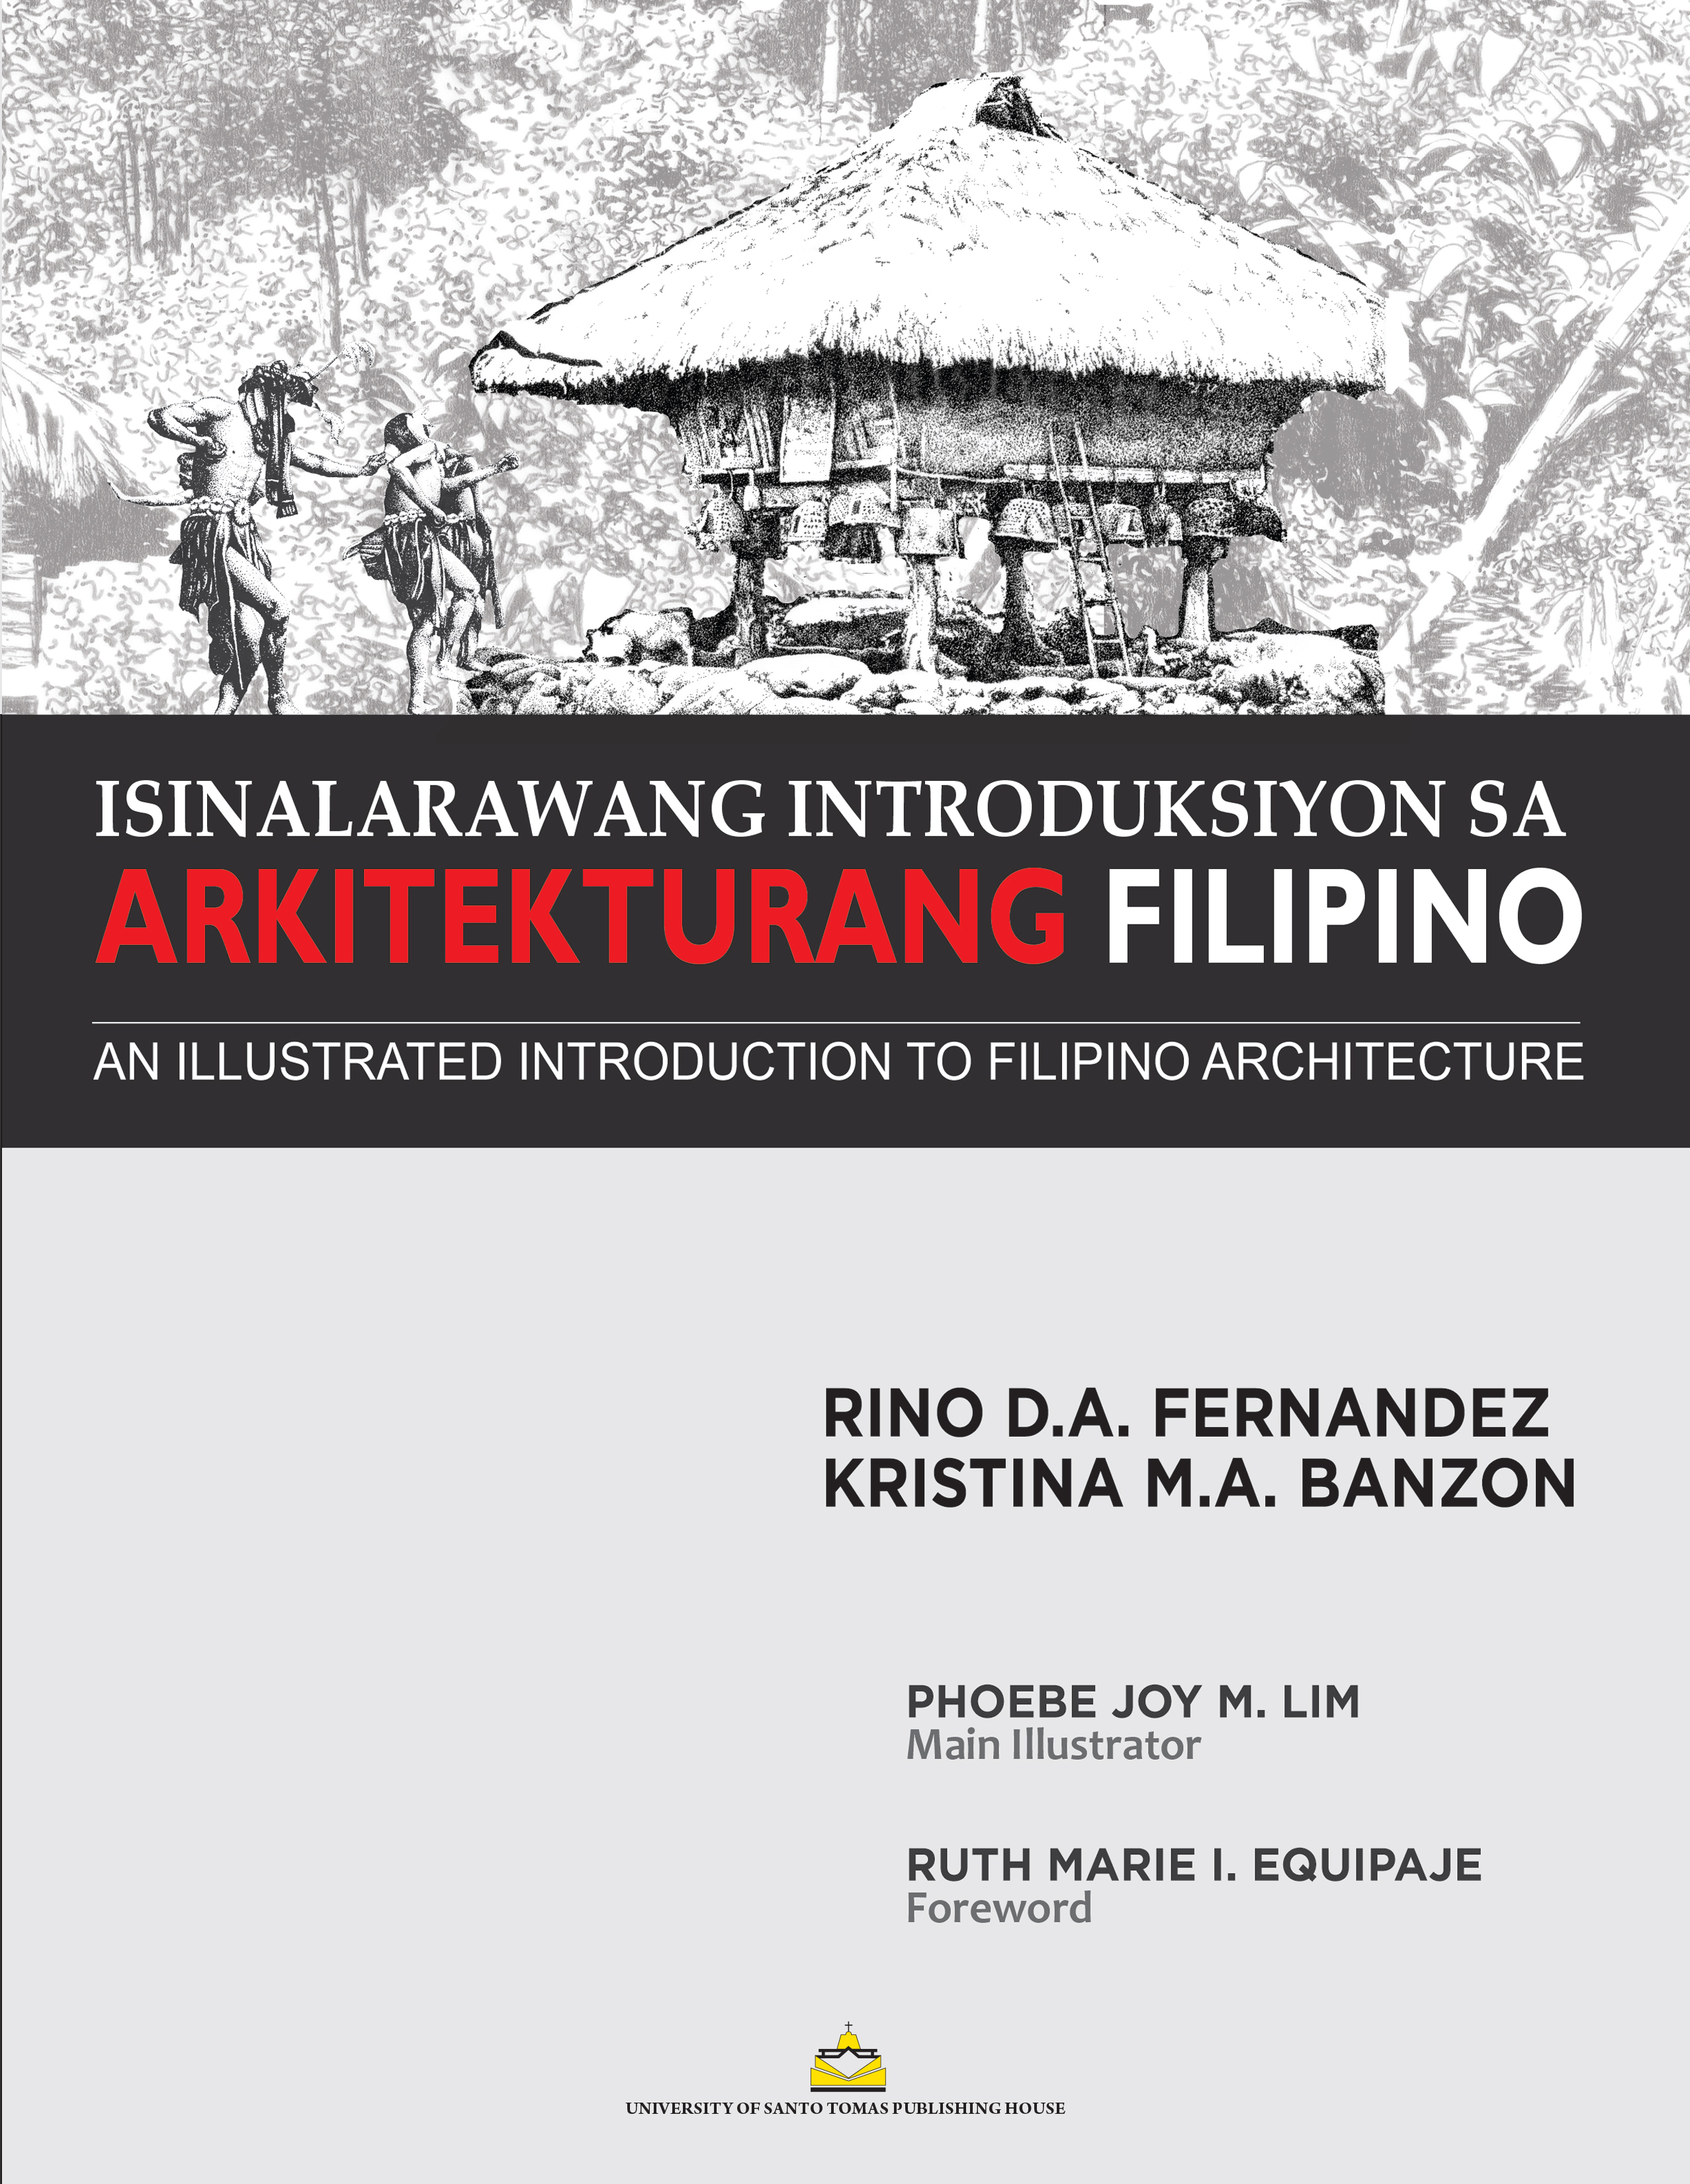 ISINALARAWANG INTRODUKSIYON SA
ARKITEKTURANG FILIPINO
AN ILLUSTRATED INTRODUCTION TO FILIPINO ARCHITECTURE
RINO D.A. FERNANDEZ
KRISTINA M.A. BANZON
PHOEBE JOY M. LIM
Main Illustrator
RUTH MARIE I. EQUIPAJE
Foreword
UNIVERSITY OF SANTO TOMAS PUBLISHING HOUSE